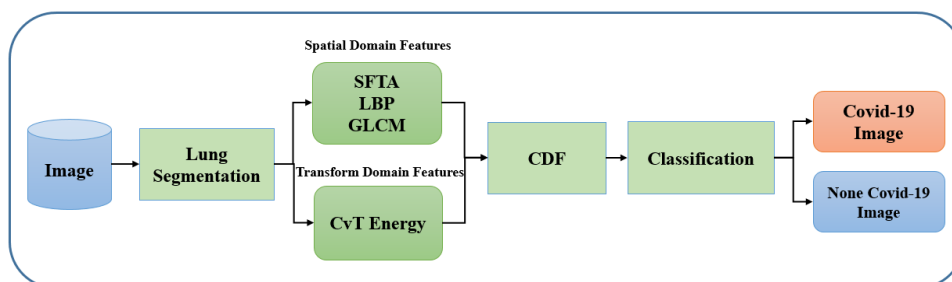 Spatial Domain Features
SFTA
LBP
GLCM
Image
Lung
Segmentation
Transform Domain Features
CvT Energy
CDF
Classification
Covid-19
Image
None Covid-19
Image